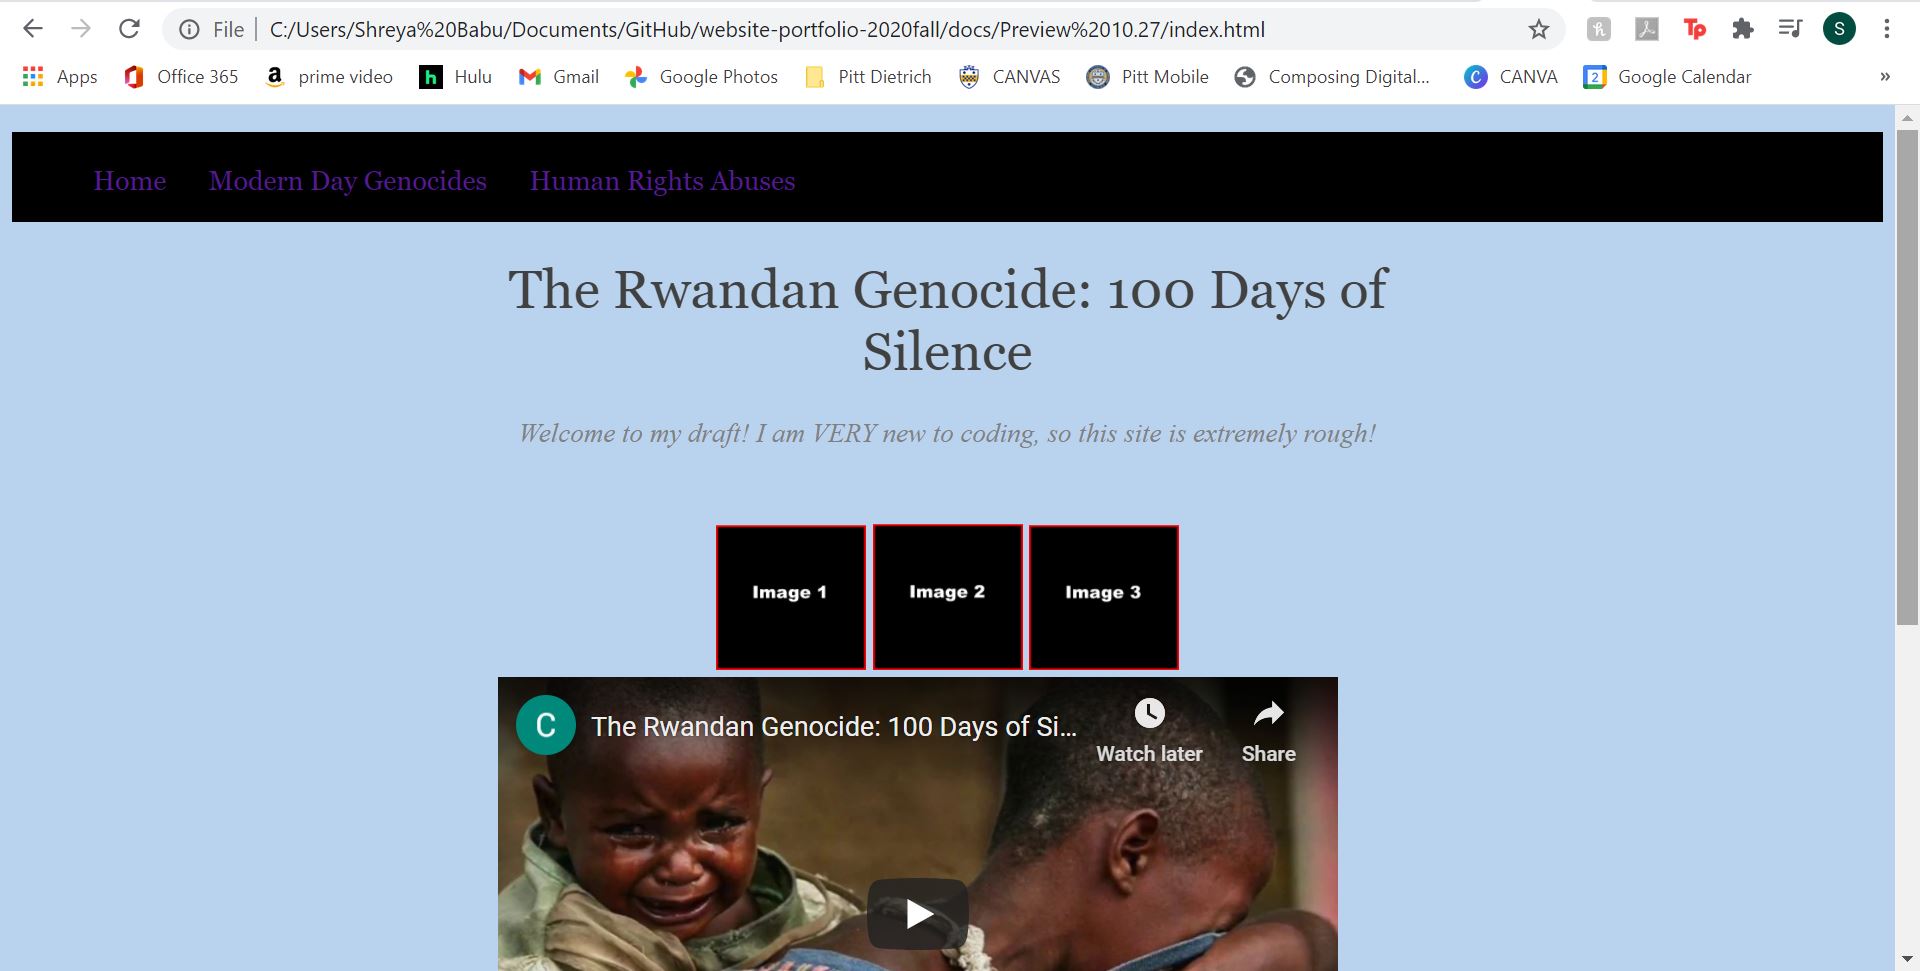 File | C:/Users/Shreya%20Babu/Documents/GitHub/website-portfolio-2020fall/docs/Preview%2010.27/index.html
Tp
S
Apps Office 365 a prime video h Hulu Gmail Google Photos Pitt Dietrich CANVAS Pitt Mobile Composing Digital... C CANVA 2 Google Calendar »
Home Modern Day Genocides Human Rights Abuses
The Rwandan Genocide: 100 Days of
Silence
Welcome to my draft! I am VERY new to coding, so this site is extremely rough!
Image 1 Image 2 Image 3
C The Rwandan Genocide: 100 Days of Si...
Watch later Share